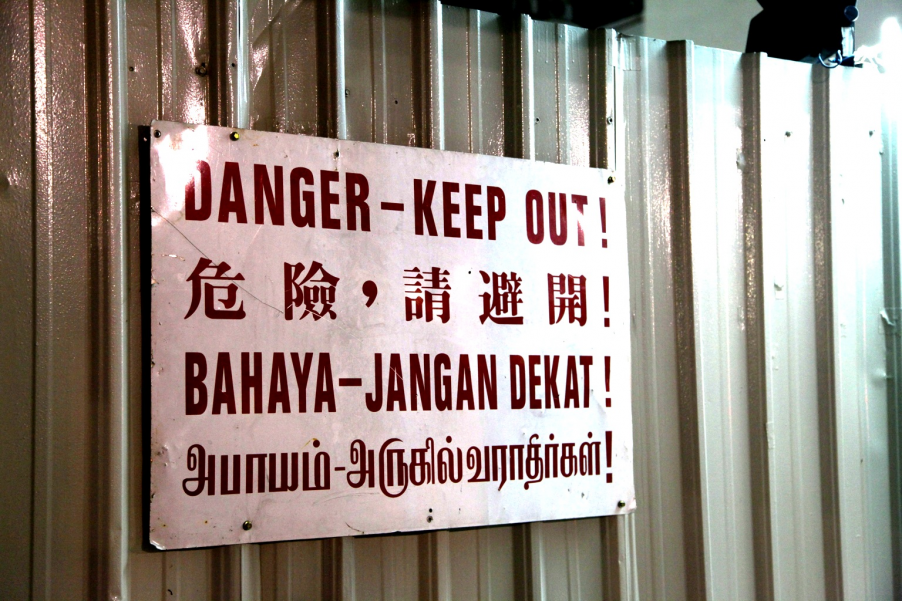 DANGER – KEEP OUT!
危險，請避開!
BAHAYA–JANGAN DEKAT!
அபாயம்-அருகில்வராதீர்கள்!